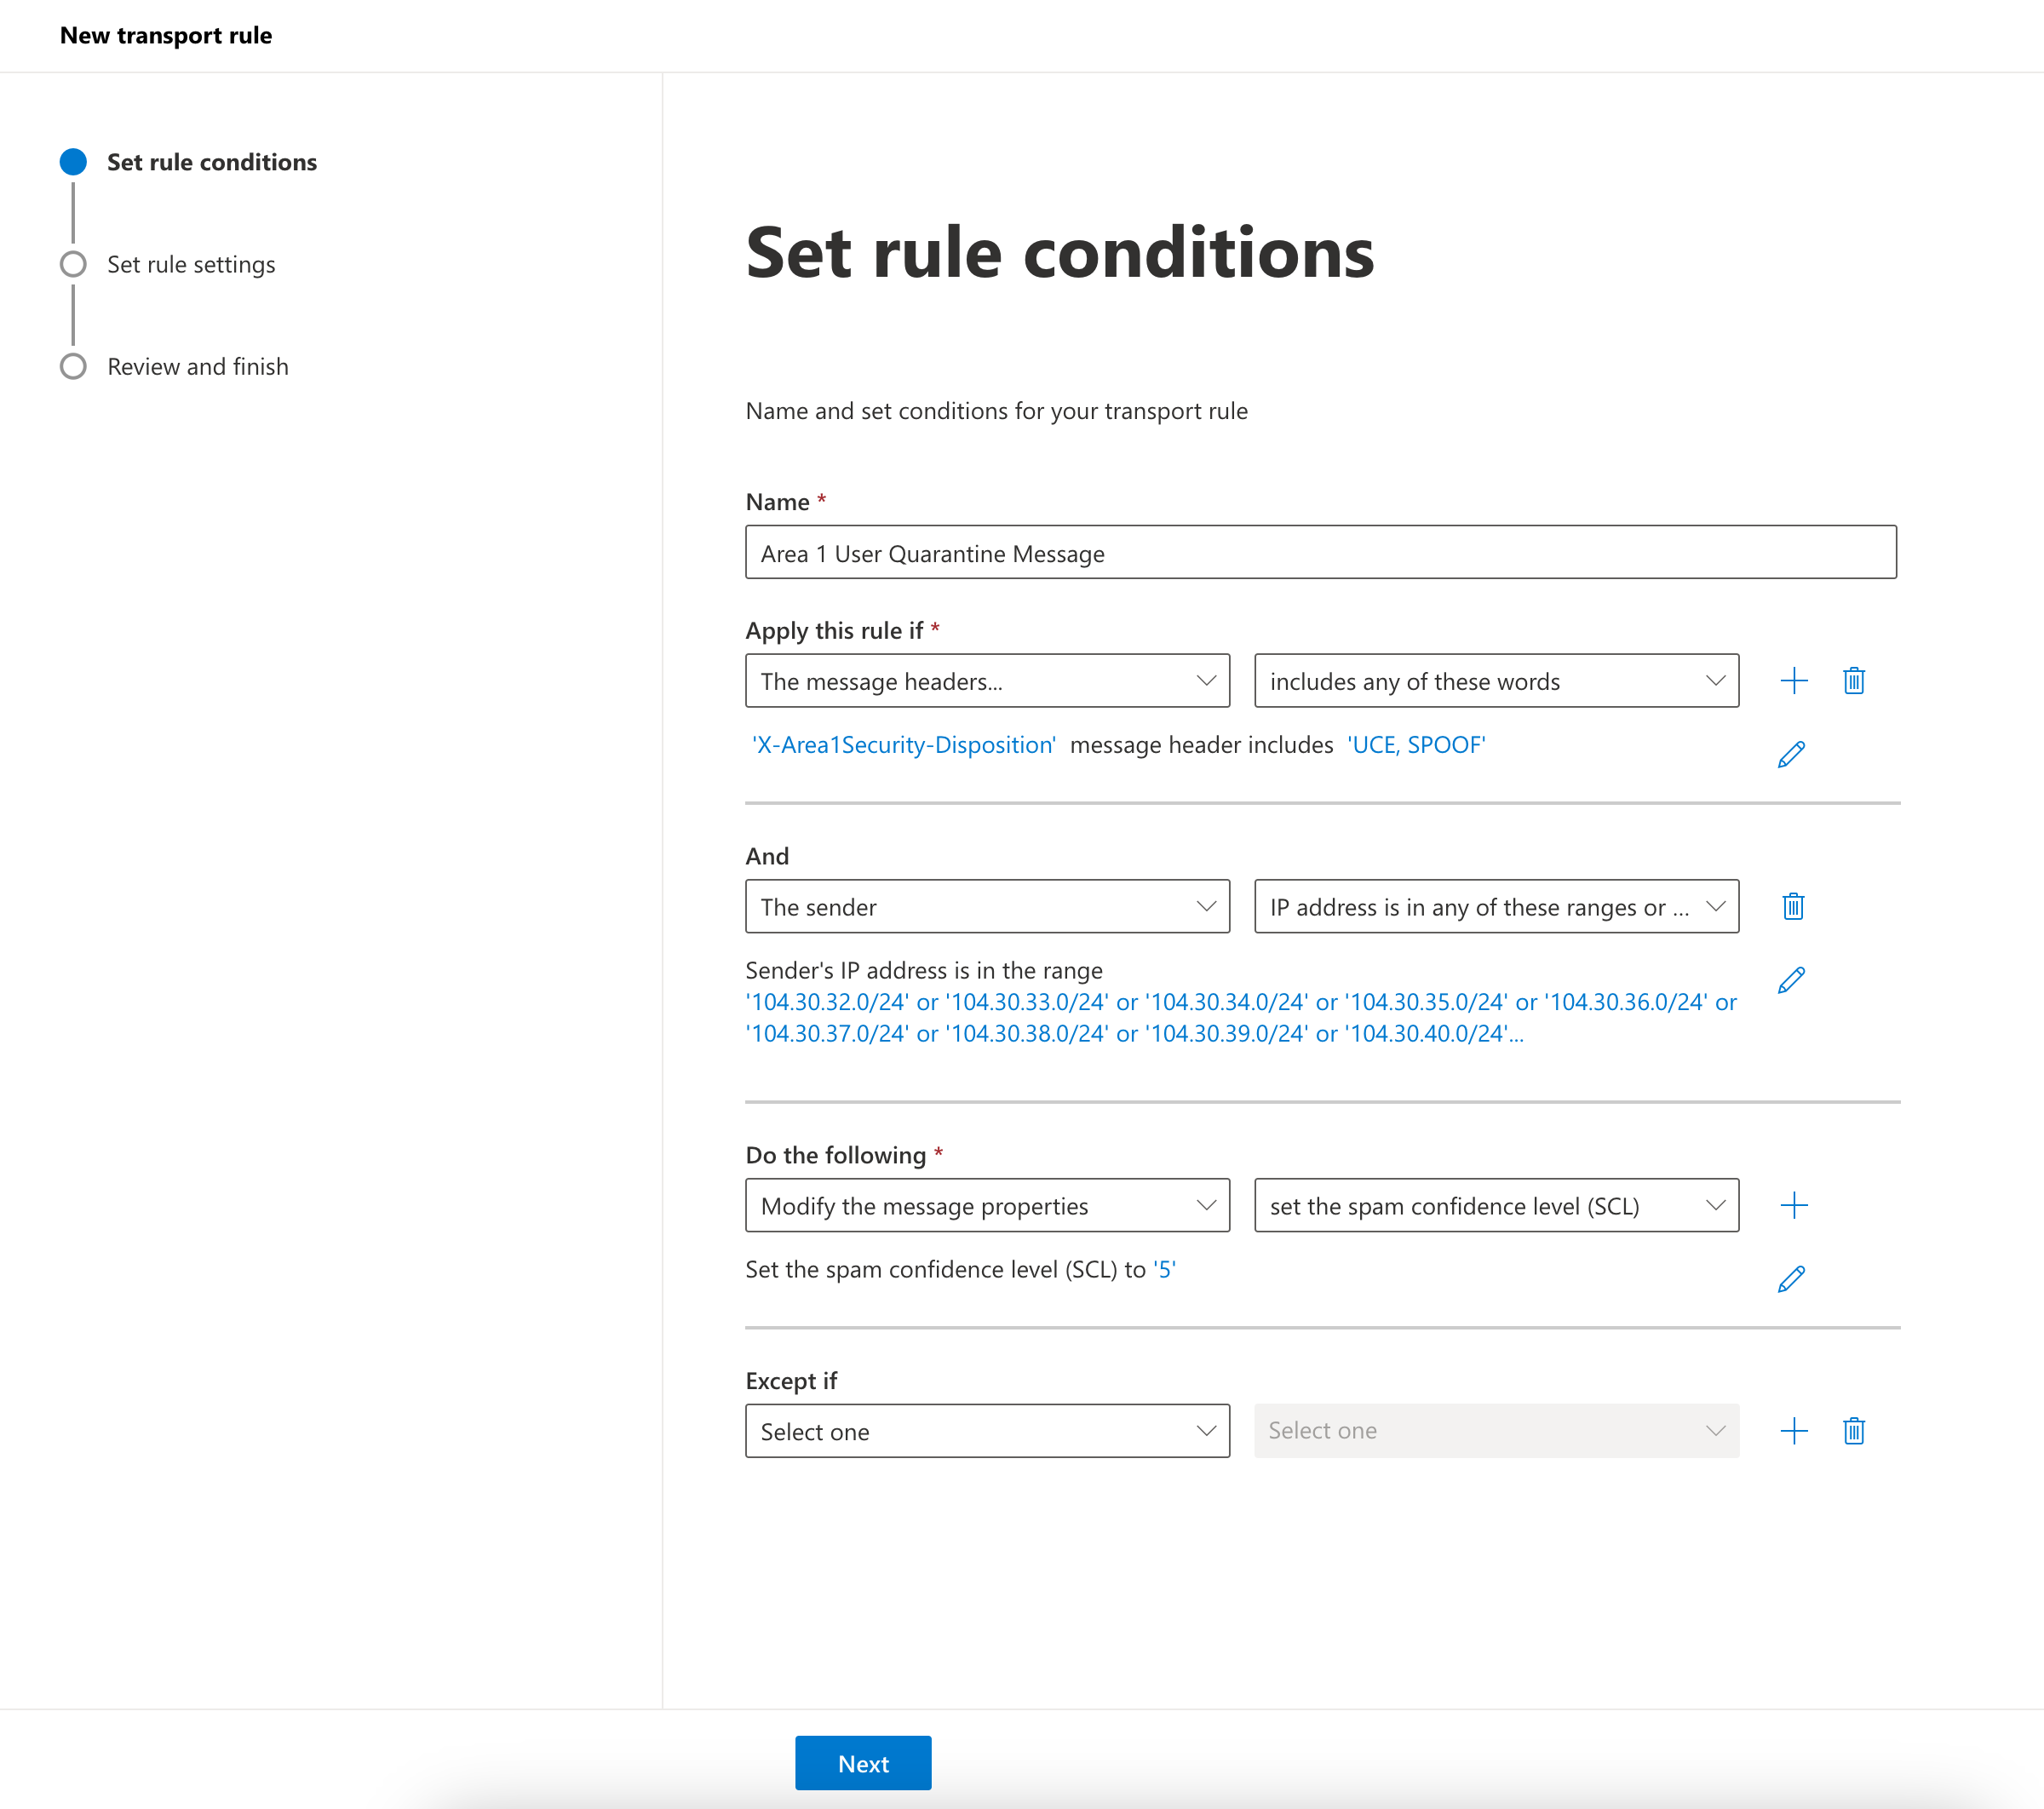 New transport rule
Set rule conditions
Set rule settings
Review and finish
Set rule conditions
Name and set conditions for your transport rule
Name *
Area 1 User Quarantine Message
Apply this rule if *
The message headers...
includes any of these words
'X-Area1Security-Disposition' message header includes 'UCE, SPOOF'
And
The sender
IP address is in any of these ranges or ...
Sender's IP address is in the range
'104.30.32.0/24' or '104.30.33.0/24' or '104.30.34.0/24' or '104.30.35.0/24' or '104.30.36.0/24' or
'104.30.37.0/24' or '104.30.38.0/24' or '104.30.39.0/24' or '104.30.40.0/24'...
Do the following *
Modify the message properties
set the spam confidence level (SCL)
Set the spam confidence level (SCL) to '5'
Except if
Select one
Select one
Next